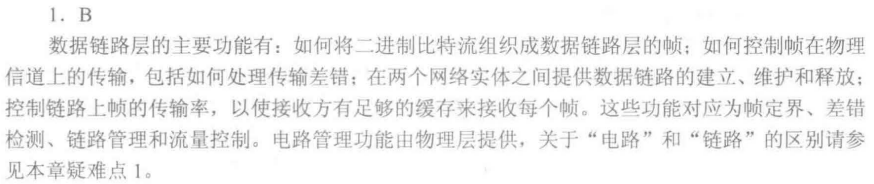 1. B
数据链路层的主要功能有：如何将二进制比特流组织成数据链路层的帧；如何控制帧在物理
信道上的传输，包括如何处理传输差错；在两个网络实体之间提供数据链路的建立、维护和释放；
控制链路上帧的传输率，以使接收方有足够的缓存来接收每个帧。这些功能对应为帧定界、差错
检测、链路管理和流量控制。电路管理功能由物理层提供，关于“电路”和“链路”的区别请参
见本章疑难点 1。